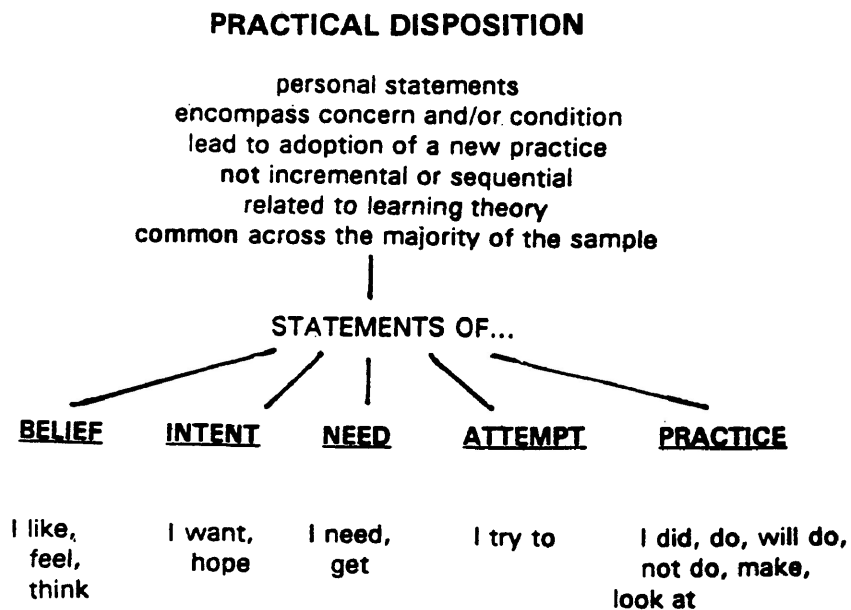 PRACTICAL DISPOSITION
personal statements
encompass concern and/or condition
lead to adoption of a new practice
not incremental or sequential
related to learning theory
common across the majority of the sample
STATEMENTS OF...
BELIEF INTENT NEED ATTEMPT PRACTICE
I like, I want, I need, I try to I did, do, will do,
feel, hope get not do, make,
think look at